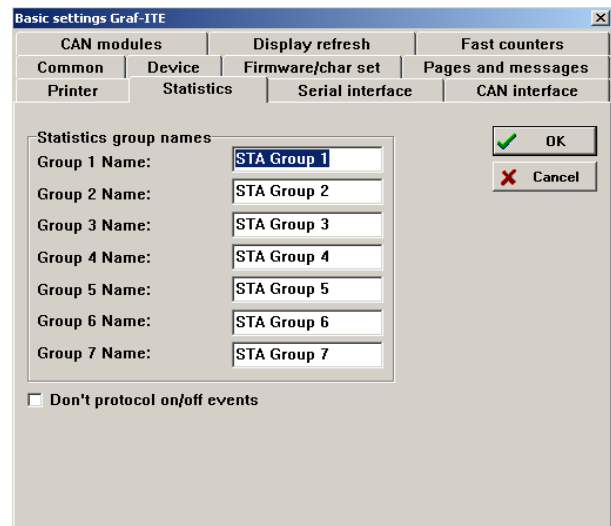 Basic settings Graf-ITE
CAN modules Display refresh Fast counters
Common Device Firmware/char set Pages and messages
Printer Statistics Serial interface CAN interface
Statistics group names
Group 1 Name: STA Group 1
Group 2 Name: STA Group 2
Group 3 Name: STA Group 3
Group 4 Name: STA Group 4
Group 5 Name: STA Group 5
Group 6 Name: STA Group 6
Group 7 Name: STA Group 7
Don't protocol on/off events
OK
Cancel